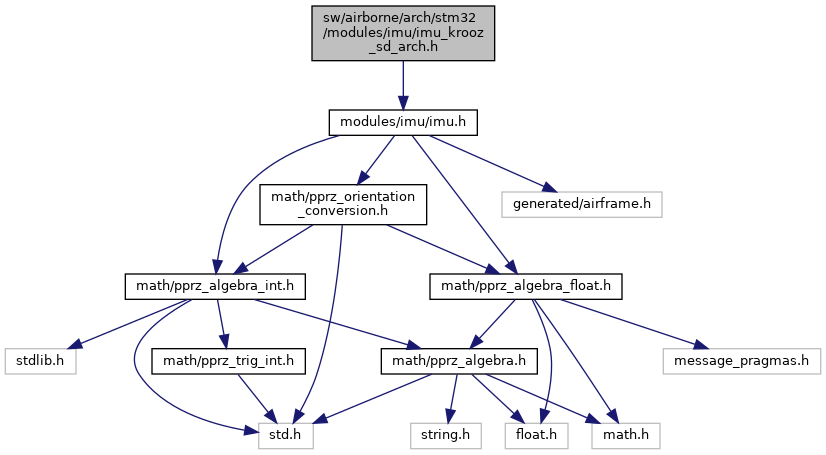 sw/airborne/arch/stm32
/modules/imu/imu_krooz
_sd_arch.h
modules/imu/imu.h
math/pprz_orientation
_conversion.h
generated/airframe.h
math/pprz_algebra_int.h
math/pprz_algebra_float.h
stdlib.h
math/pprz_trig_int.h
math/pprz_algebra.h
message_pragmas.h
std.h
string.h
float.h
math.h